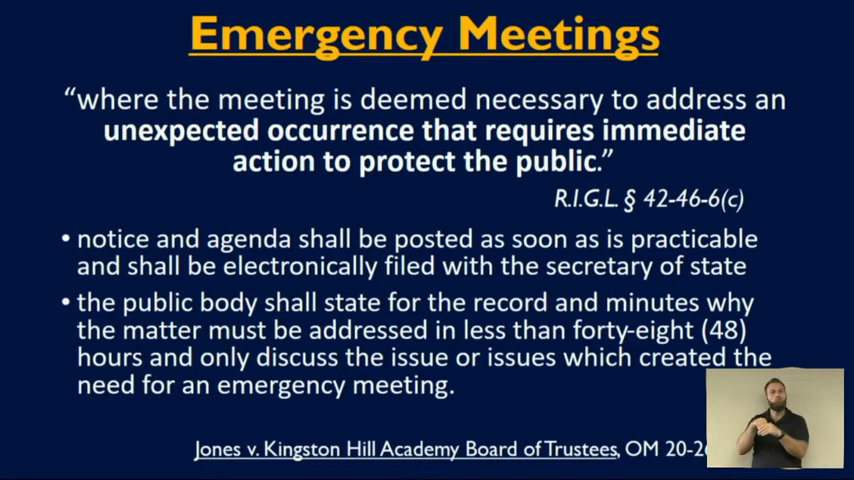 Emergency Meetings
“where the meeting is deemed necessary to address an
unexpected occurrence that requires immediate
action to protect the public.”
R.I.G.L. § 42-46-6(c)
• notice and agenda shall be posted as soon as is practicable
and shall be electronically filed with the secretary of state
• the public body shall state for the record and minutes why
the matter must be addressed in less than forty-eight (48)
hours and only discuss the issue or issues which created the
need for an emergency meeting.
Jones v. Kingston Hill Academy Board of Trustees, OM